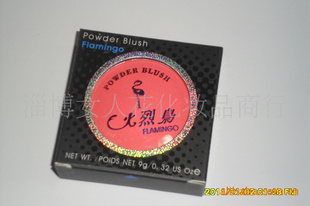 Powder Blush
Flamingo
POWDER BLUSH
火烈鸟
FLAMINGO
NET WT./POIDS NET 9g/0.32 US Oz ℮